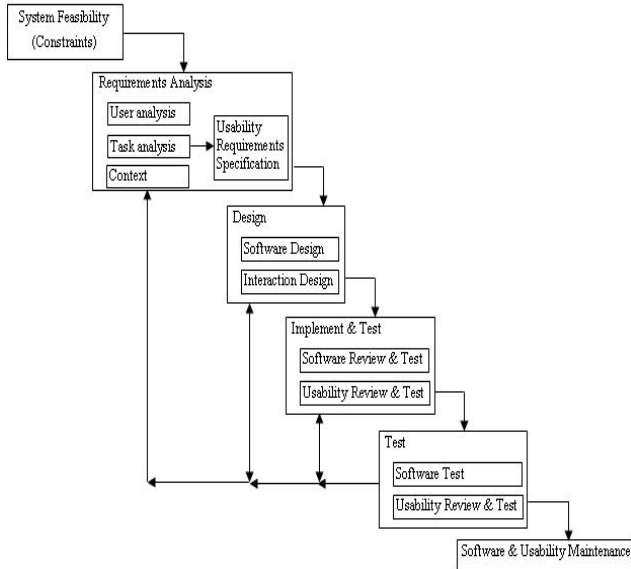 System Feasibility
(Constraints)
Requirements Analysis
User analysis
Task analysis
Context
Usability
Requirements
Specification
Design
Software Design
Interaction Design
Implement & Test
Software Review & Test
Usability Review & Test
Test
Software Test
Usability Review & Test
Software & Usability Maintenance